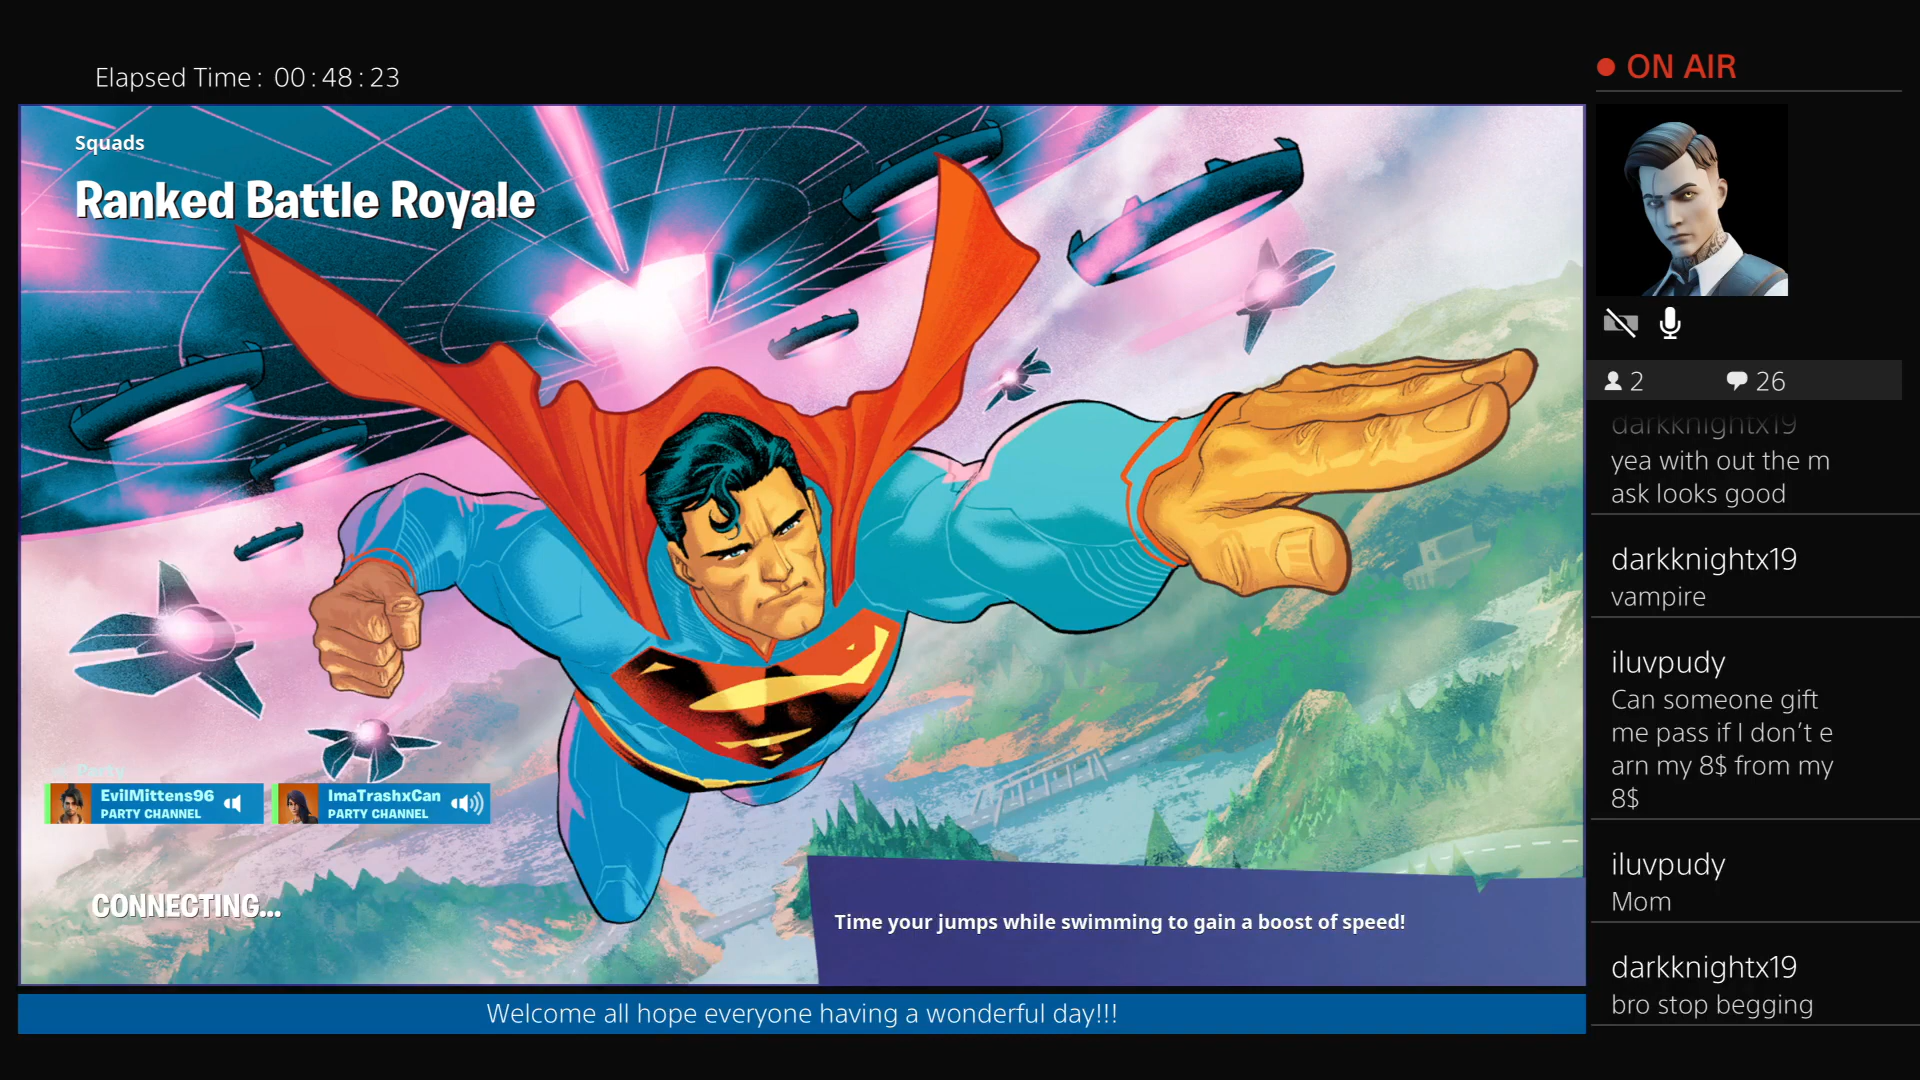 Elapsed Time: 00:48:23
ON AIR
Squads
Ranked Battle Royale
2
26
darkknightx19
yea with out the m
ask looks good
darkknightx19
vampire
iluvpudy
Can someone gift
me pass if I don't e
arn my 8$ from my
8$
iluvpudy
Mom
darkknightx19
bro stop begging
Party
EvilMittens96
PARTY CHANNEL
ImaTrashxCan
PARTY CHANNEL
CONNECTING...
Time your jumps while swimming to gain a boost of speed!
Welcome all hope everyone having a wonderful day!!!